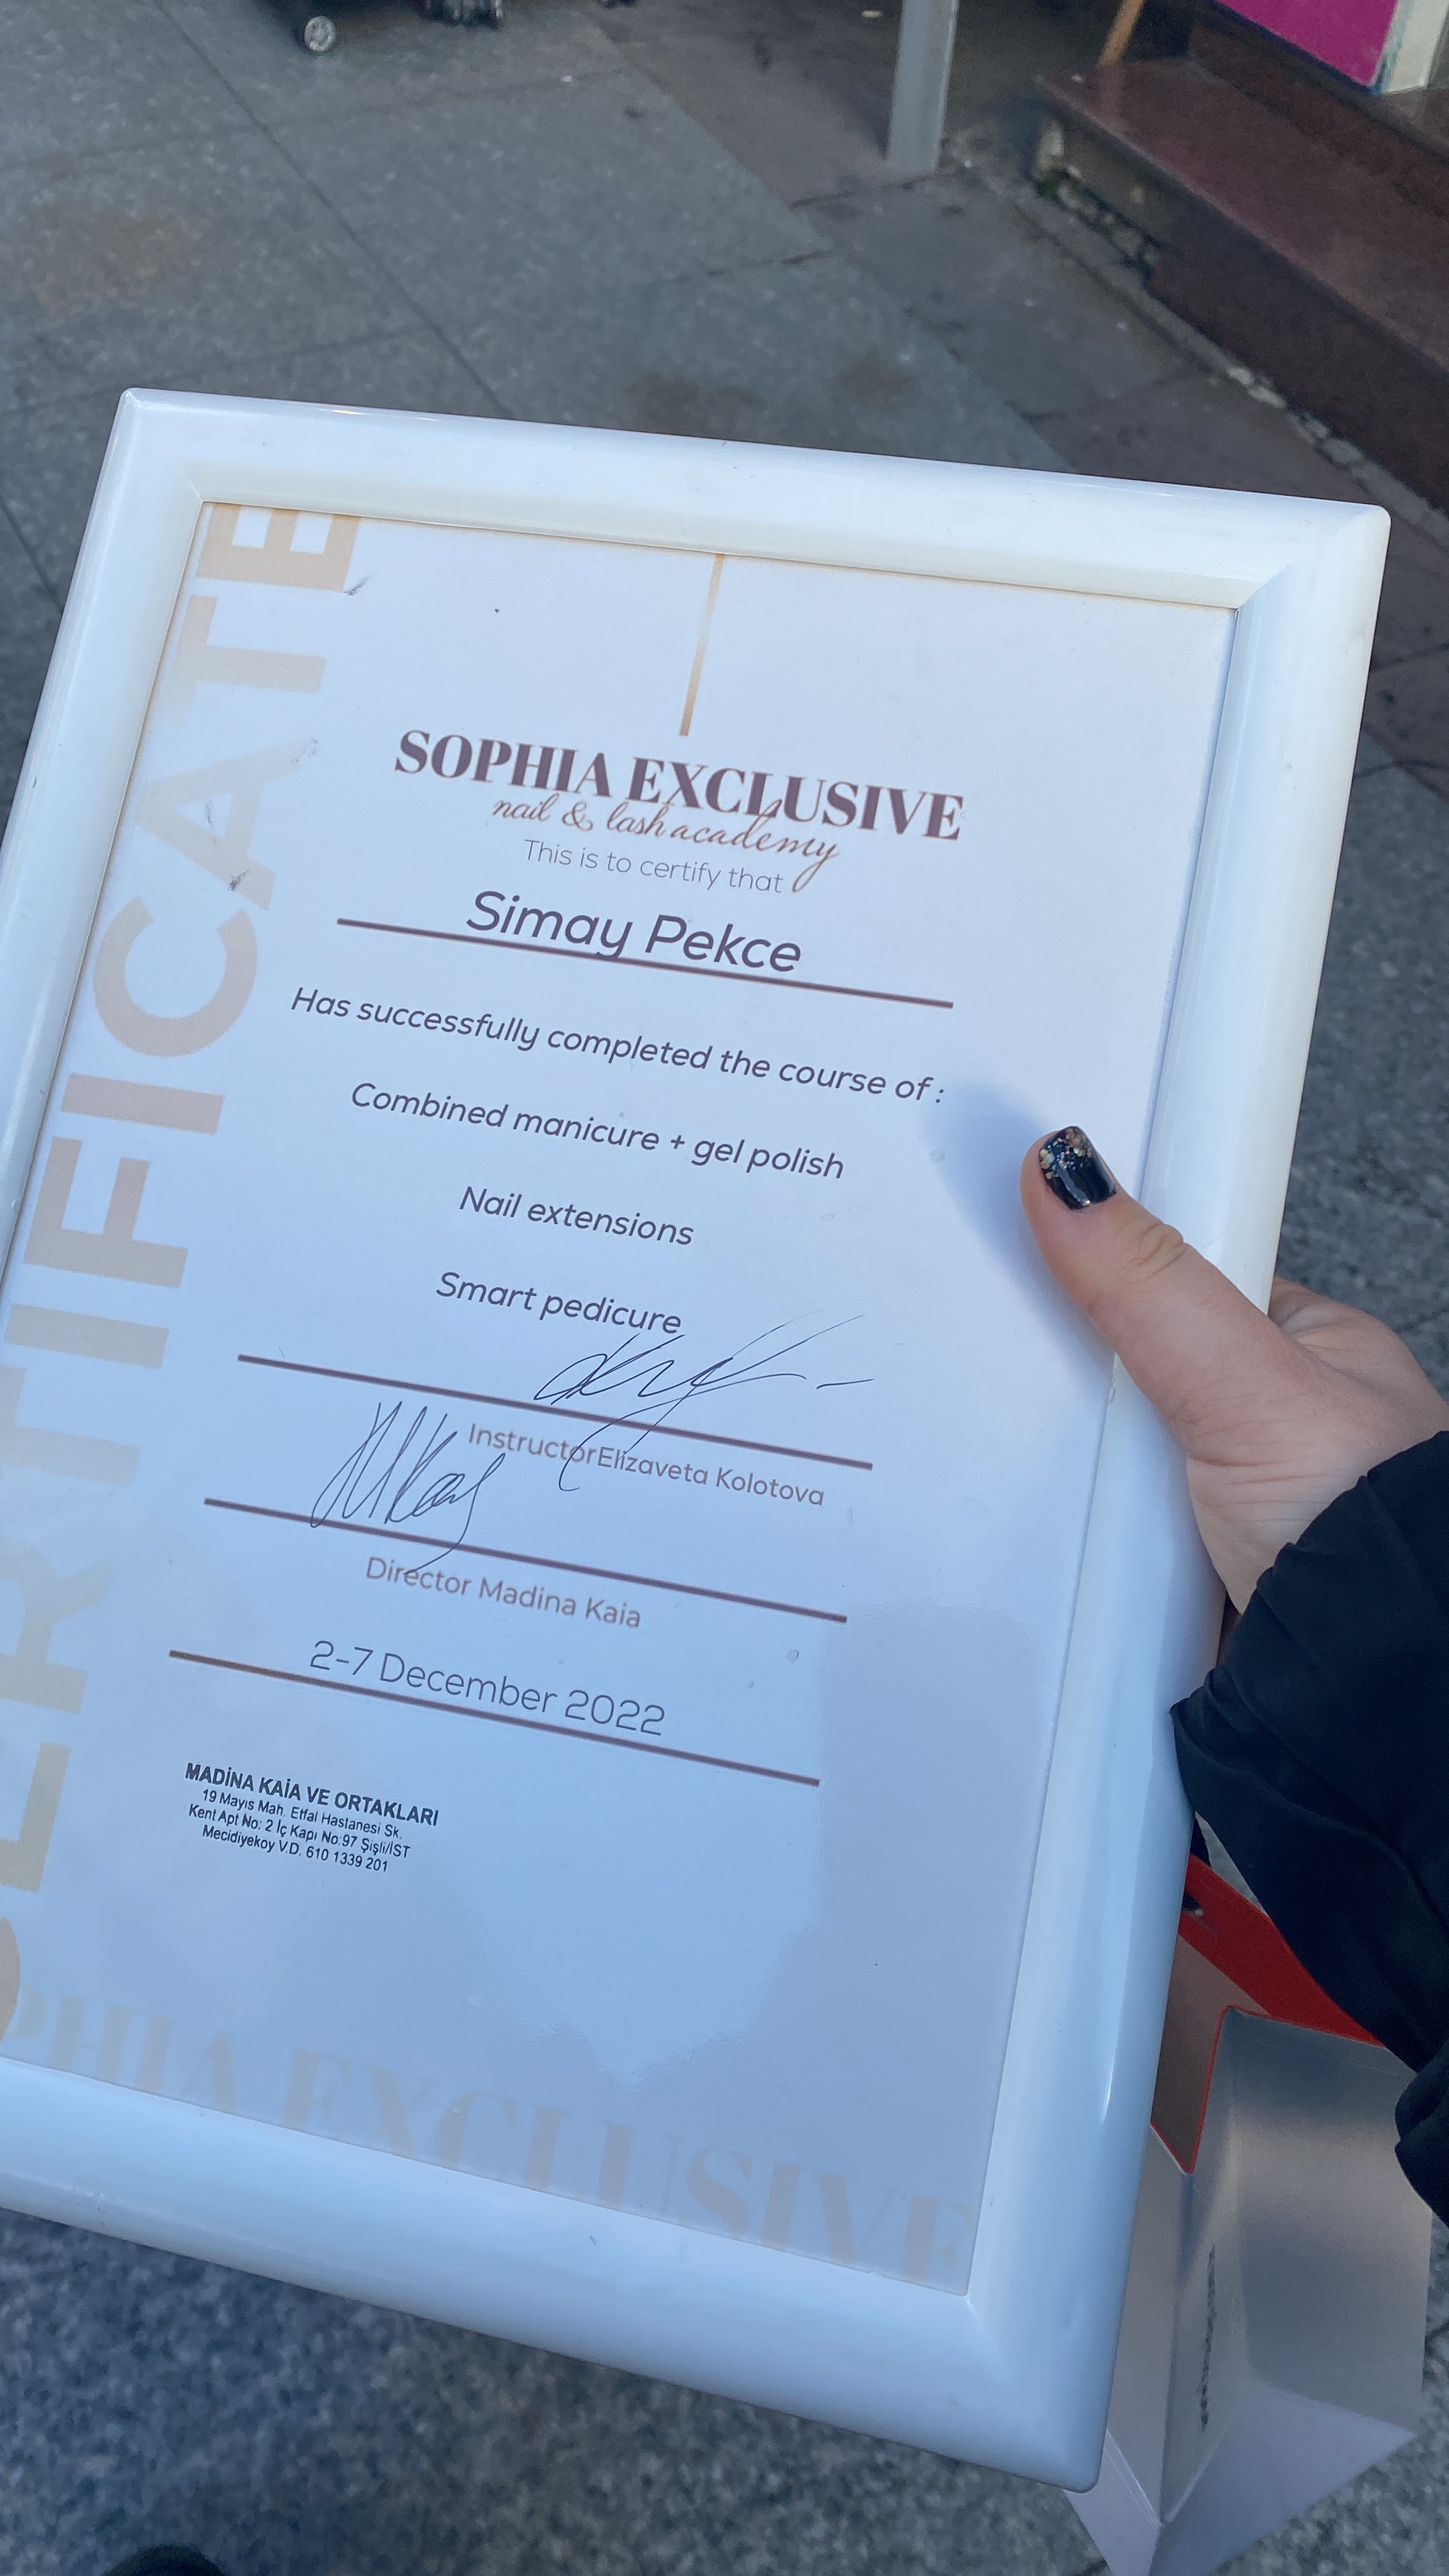 CERTIFICATE
SOPHIA EXCLUSIVE
nail & lash academy
This is to certify that
Simay Pekce
Has successfully completed the course of :
Combined manicure + gel polish
Nail extensions
Smart pedicure
InstructorElizaveta Kolotova
Director Madina Kaia
2-7 December 2022
MADİNA KAİA VE ORTAKLARI
19 Mayıs Mah. Etfal Hastanesi Sk.
Kent Apt No: 2 İç Kapı No:97 Şişli/İST
Mecidiyekoy V.D. 610 1339 201
PHIA EXCLUSIVE